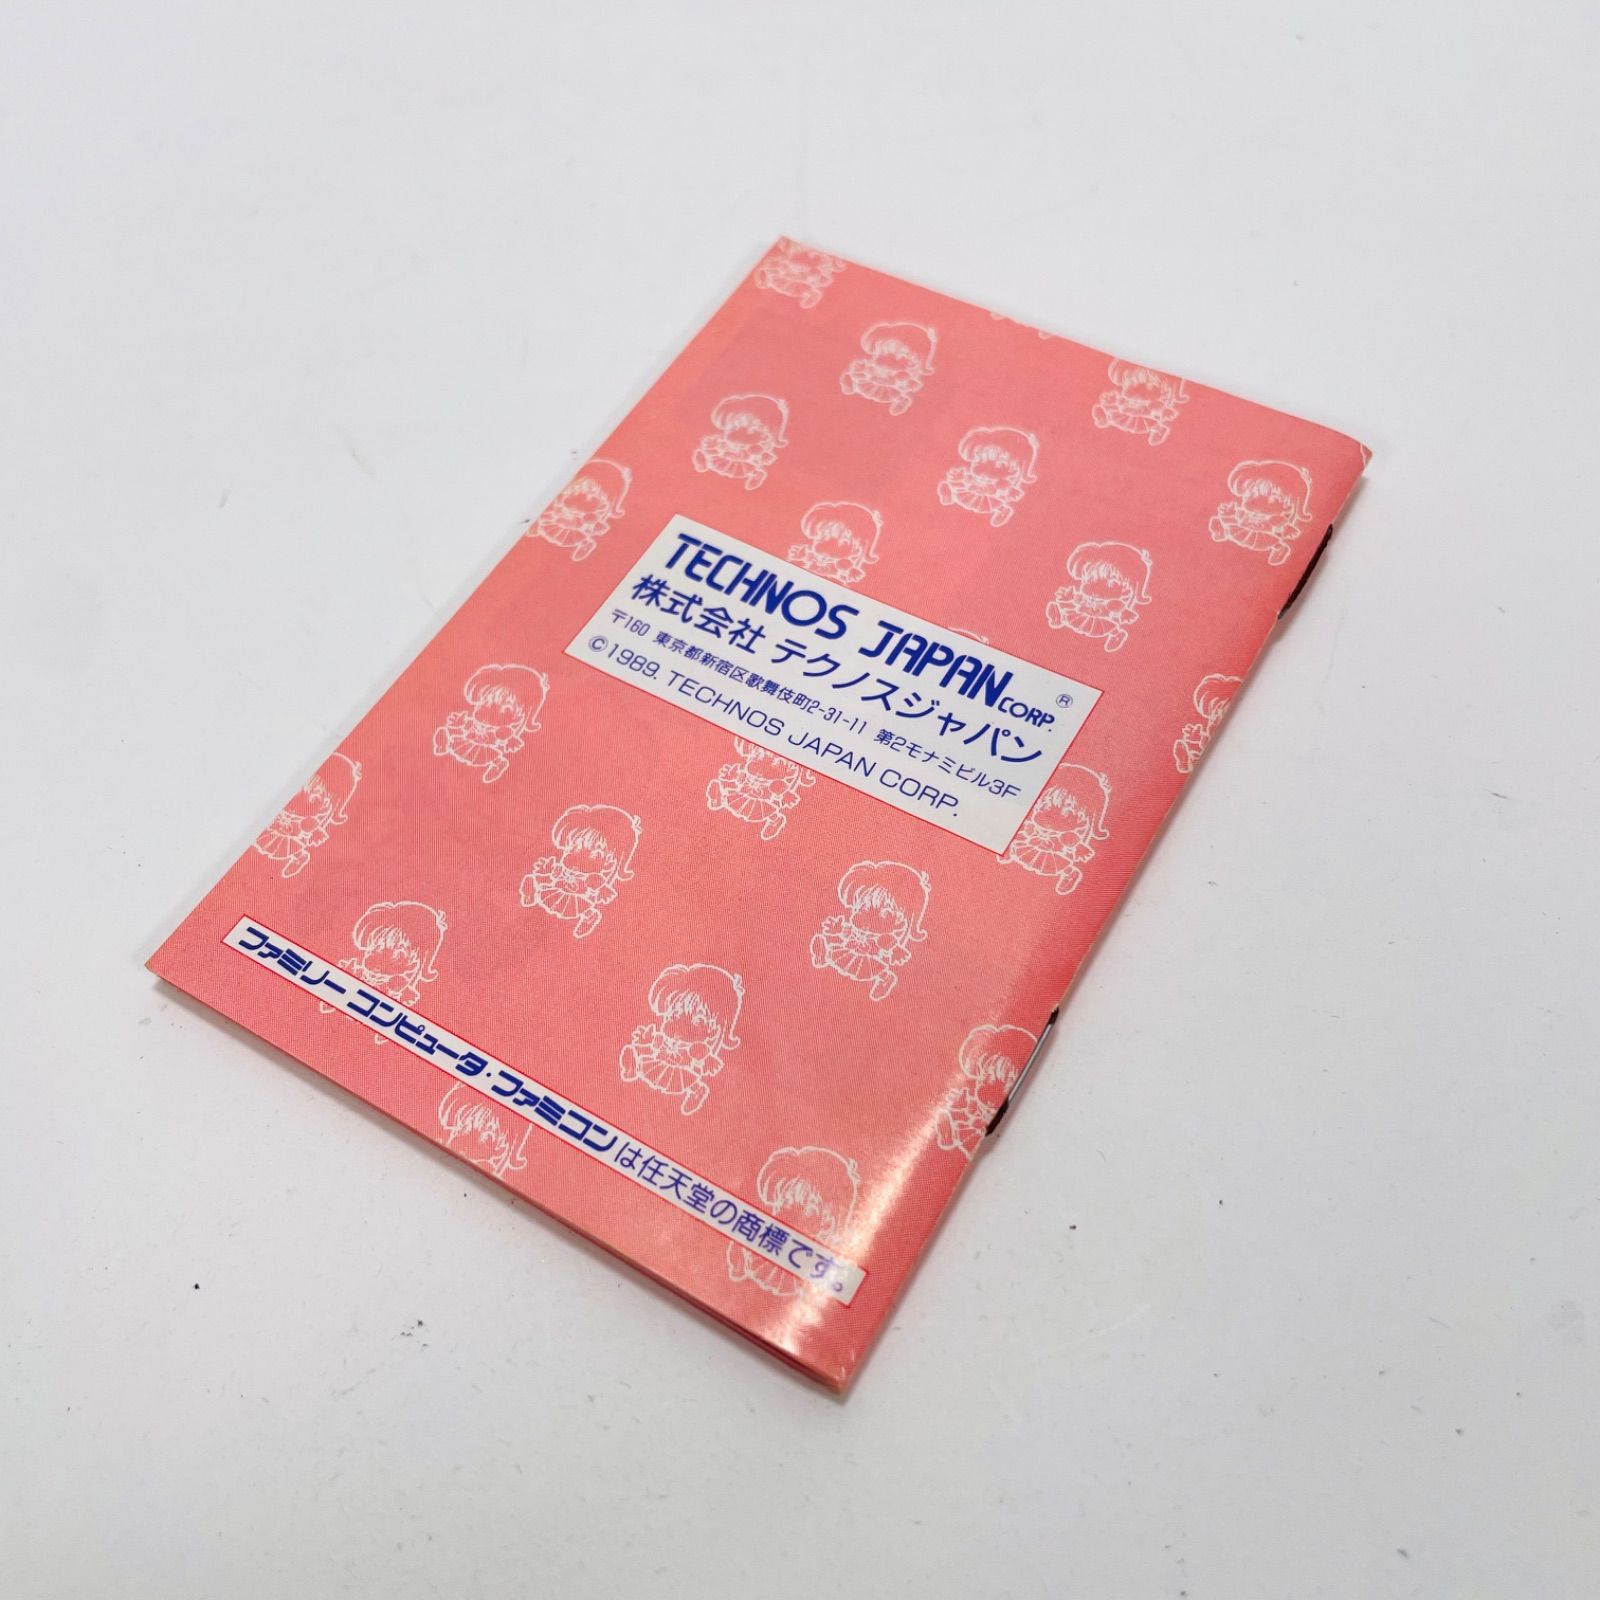 TECHNOS JAPAN CORP. ®
株式会社 テクノスジャパン
〒160 東京都新宿区歌舞伎町2-31-11 第2モナミビル3F
©1989. TECHNOS JAPAN CORP.
ファミリーコンピュータ・ファミコンは任天堂の商標です。